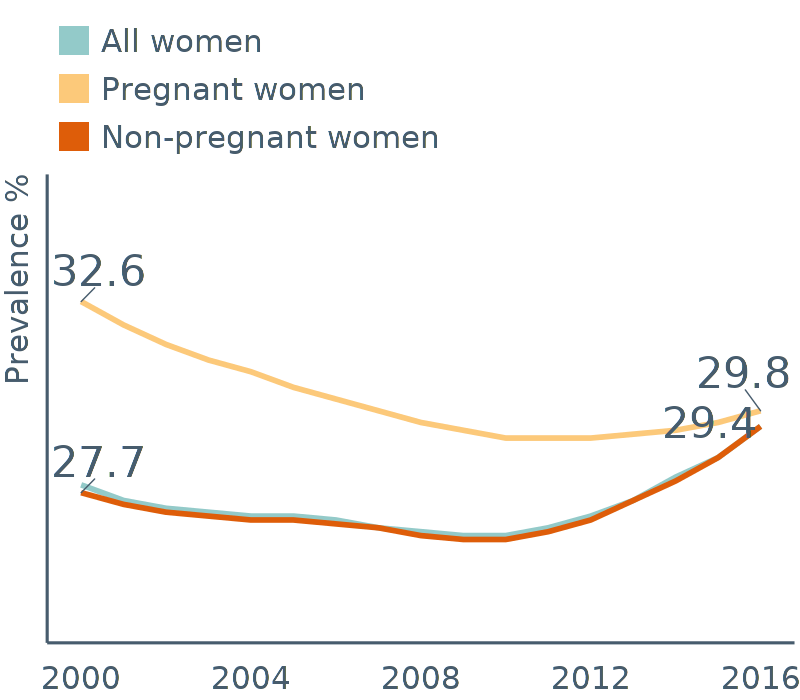 All women
Pregnant women
Non-pregnant women
Prevalence %
32.6
29.8
29.4
27.7
2000 2004 2008 2012 2016